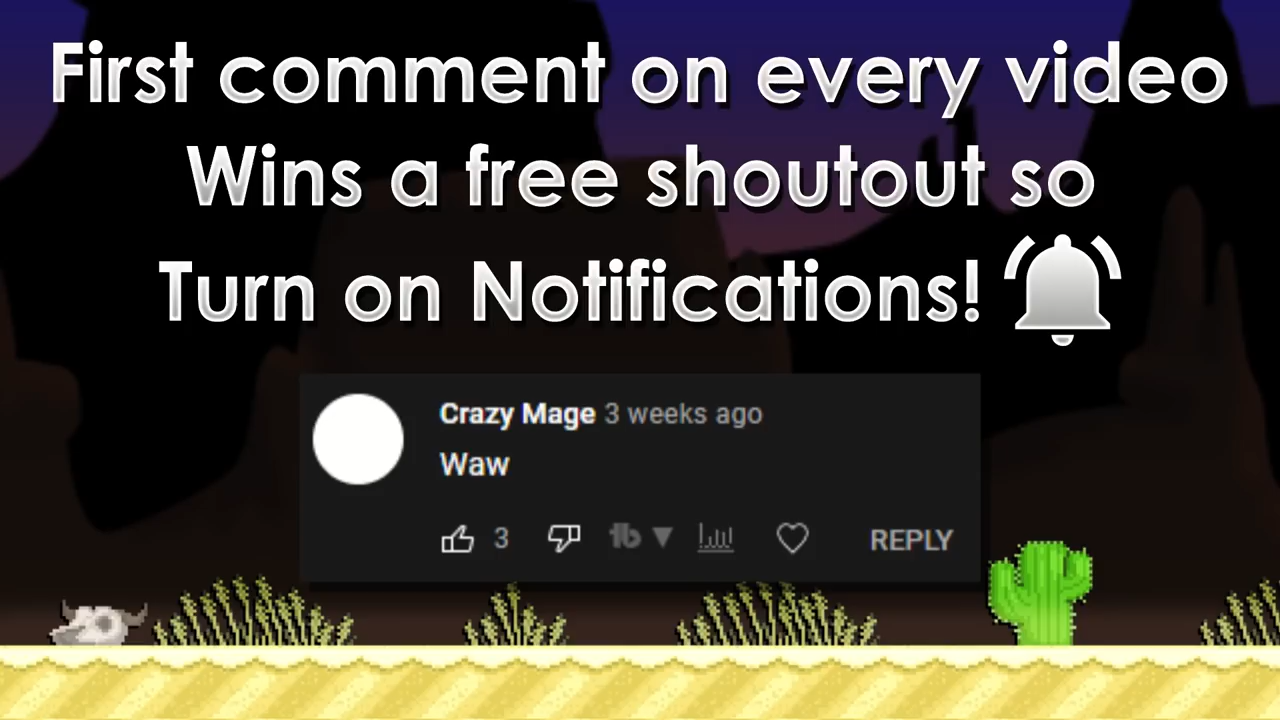 First comment on every video
Wins a free shoutout so
Turn on Notifications!
Crazy Mage 3 weeks ago
Waw
3 REPLY